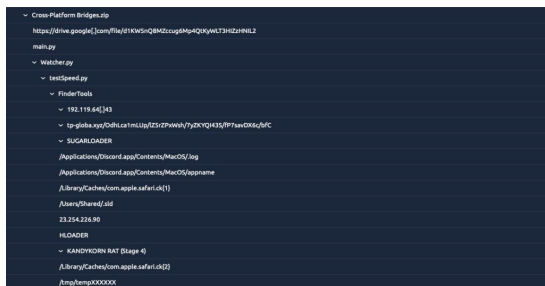 Cross-Platform Bridges.zip
https://drive.google[.]com/file/d1KWSnQ8MZccug6Mp4QtKyWLT3HIZzHNIL2
main.py
Watcher.py
testSpeed.py
FinderTools
192.119.64[.]43
tp-globa.xyz/OdhLca1mLUp/lZ5rZPxWsh/7yZKYQI43S/fP7savDX6c/bfC
SUGARLOADER
/Applications/Discord.app/Contents/MacOS/.log
/Applications/Discord.app/Contents/MacOS/appname
/Library/Caches/com.apple.safari.ck{1}
/Users/Shared/.sld
23.254.226.90
HLOADER
KANDYKORN RAT (Stage 4)
/Library/Caches/com.apple.safari.ck{2}
/tmp/tempXXXXXX